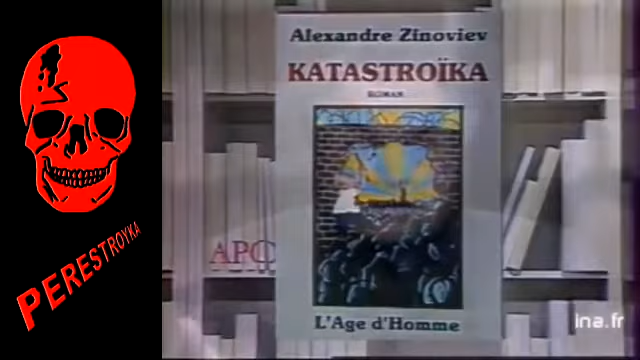 PERESTROYKA
Alexandre Zinoviev
KATASTROÏKA
ROMAN
L'Age d'Homme
ina.fr